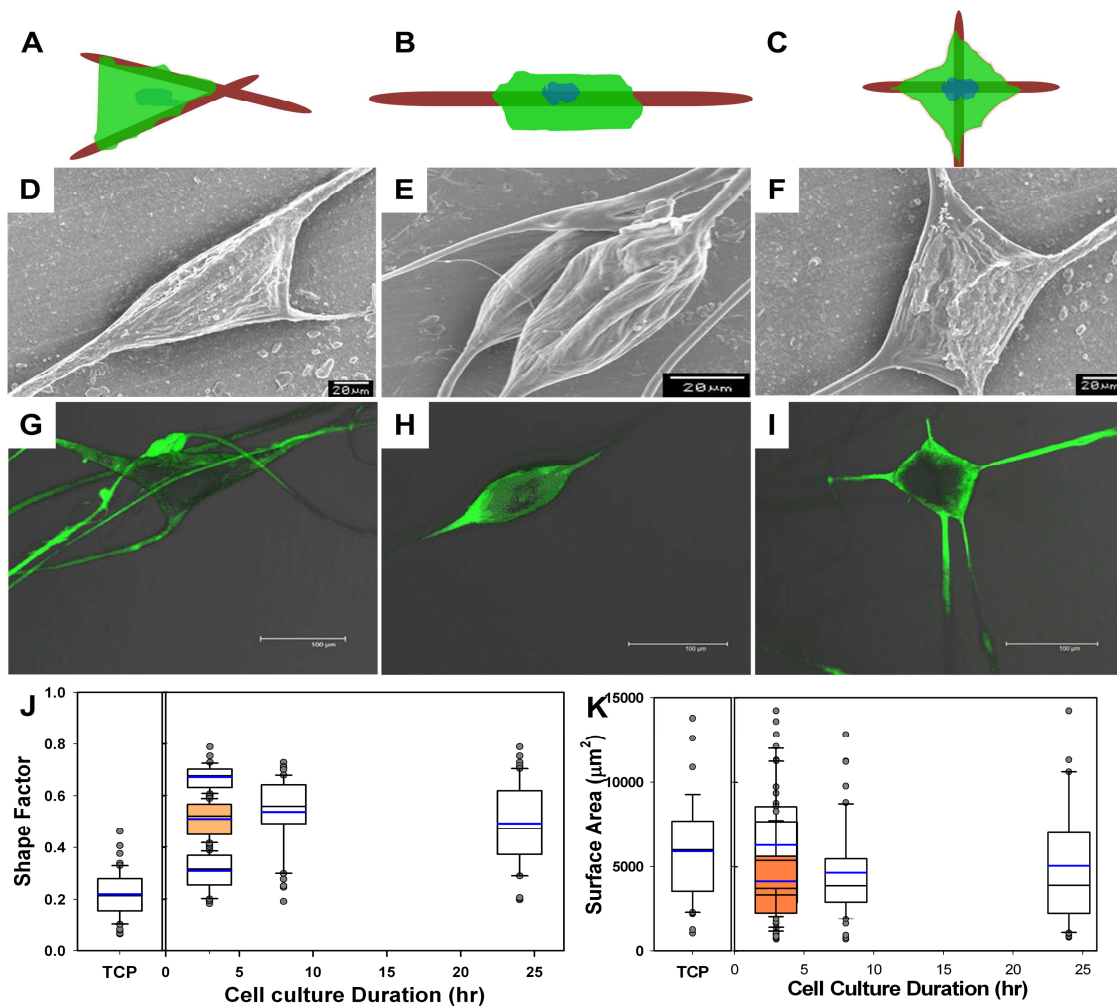 A
B
C
D
E
F
20μm
20μm
20μm
G
H
I
100 μm
100 μm
100 μm
J
K
1.0
0.8
0.6
0.4
0.2
0.0
Shape Factor
TCP
0
5
10
15
20
25
Cell culture Duration (hr)
15000
10000
5000
0
Surface Area (μm²)
TCP
0
5
10
15
20
25
Cell Culture Duration (hr)